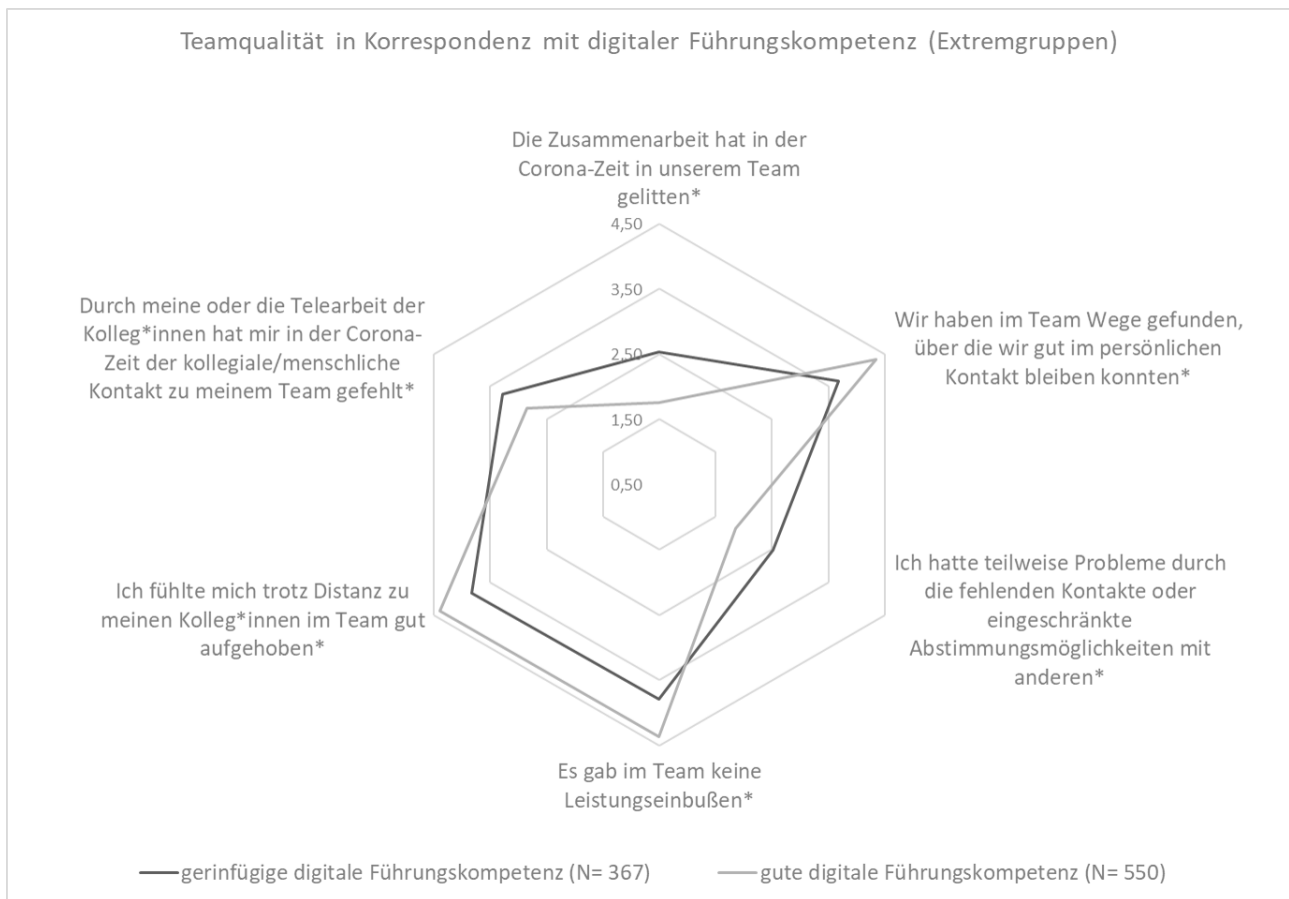 Teamqualität in Korrespondenz mit digitaler Führungskompetenz (Extremgruppen)
Die Zusammenarbeit hat in der
Corona-Zeit in unserem Team
gelitten*
4,50
3,50
2,50
1,50
0,50
Wir haben im Team Wege gefunden,
über die wir gut im persönlichen
Kontakt bleiben konnten*
Ich hatte teilweise Probleme durch
die fehlenden Kontakte oder
eingeschränkte
Abstimmungsmöglichkeiten mit
anderen*
Es gab im Team keine
Leistungseinbußen*
Ich fühlte mich trotz Distanz zu
meinen Kolleg*innen im Team gut
aufgehoben*
Durch meine oder die Telearbeit der
Kolleg*innen hat mir in der Corona-
Zeit der kollegiale/menschliche
Kontakt zu meinem Team gefehlt*
gerinfügige digitale Führungskompetenz (N= 367)
gute digitale Führungskompetenz (N= 550)